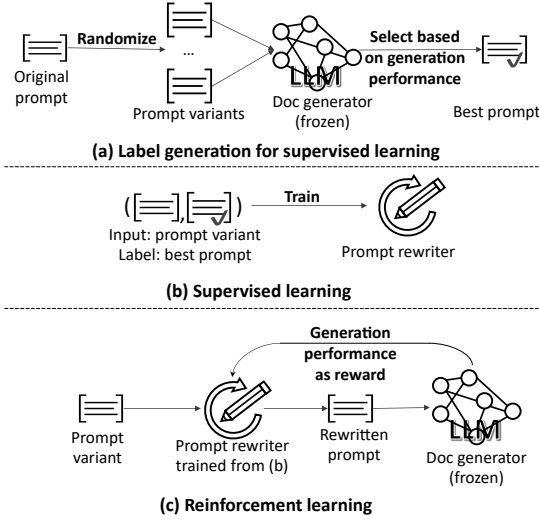 Randomize
Select based
on generation
performance
...
LLM
Original
prompt
Prompt variants
Doc generator
(frozen)
Best prompt
(a) Label generation for supervised learning
( , )
Train
Input: prompt variant
Label: best prompt
Prompt rewriter
(b) Supervised learning
Generation
performance
as reward
LLM
Prompt
variant
Prompt rewriter
trained from (b)
Rewritten
prompt
Doc generator
(frozen)
(c) Reinforcement learning